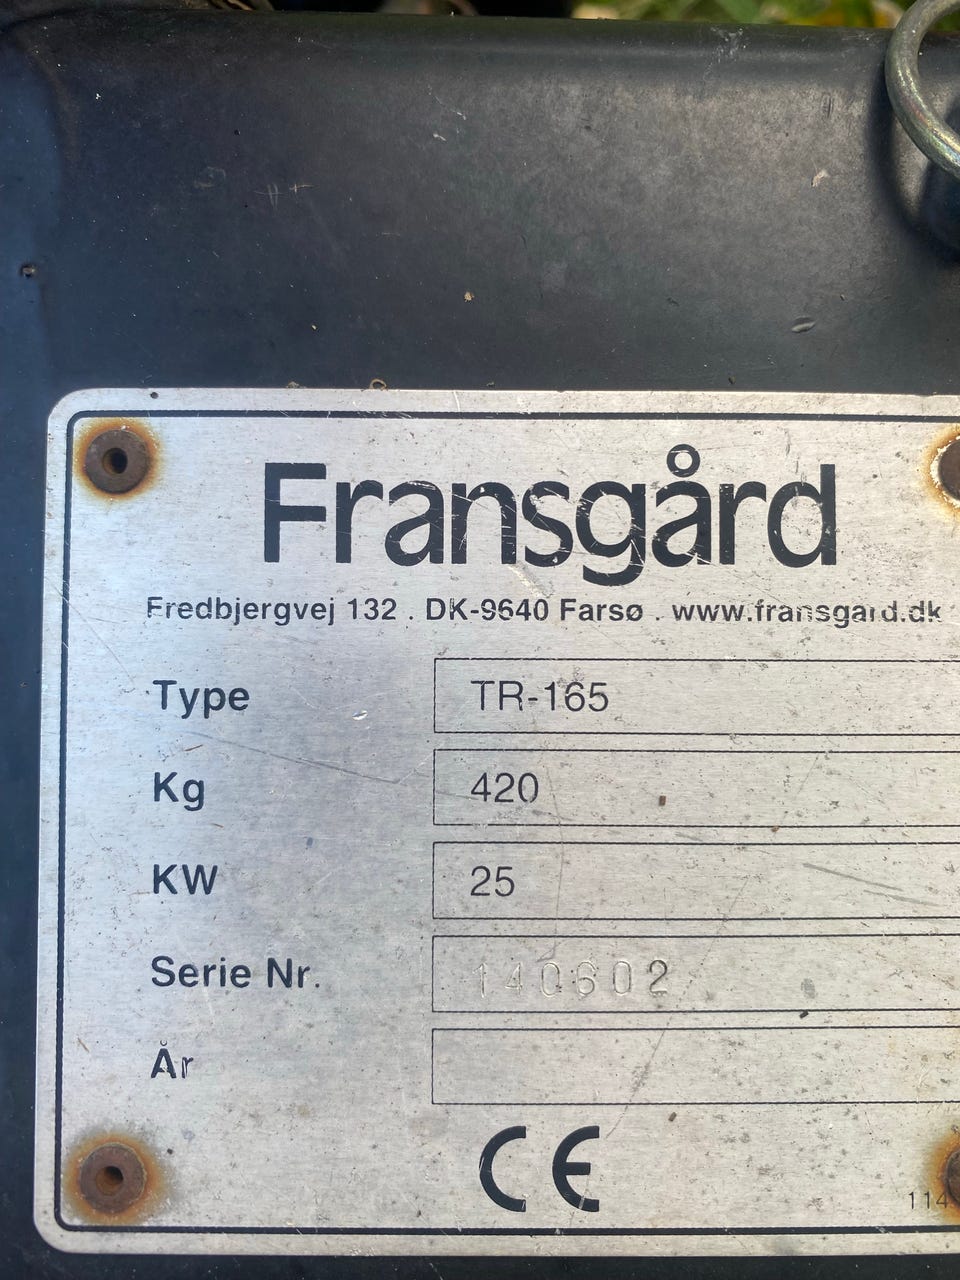 Fransgård
Fredbjergvej 132 . DK-9640 Farsø . www.fransgard.dk
Type TR-165
Kg 420
KW 25
Serie Nr. 140602
År
CE
114